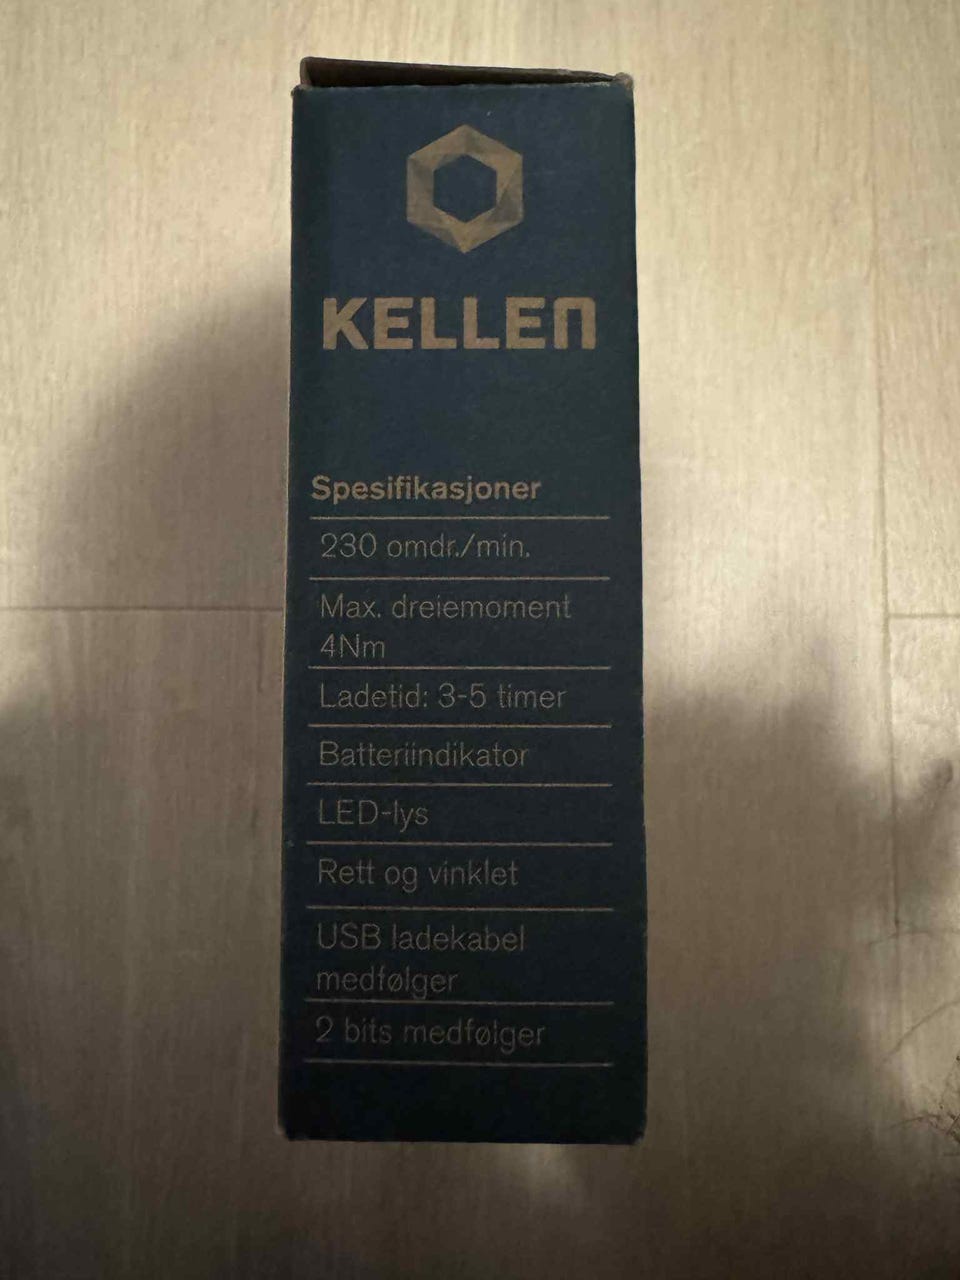 KELLEN
Spesifikasjoner
230 omdr./min.
Max. dreiemoment
4Nm
Ladetid: 3-5 timer
Batteriindikator
LED-lys
Rett og vinklet
USB ladekabel
medfølger
2 bits medfølger